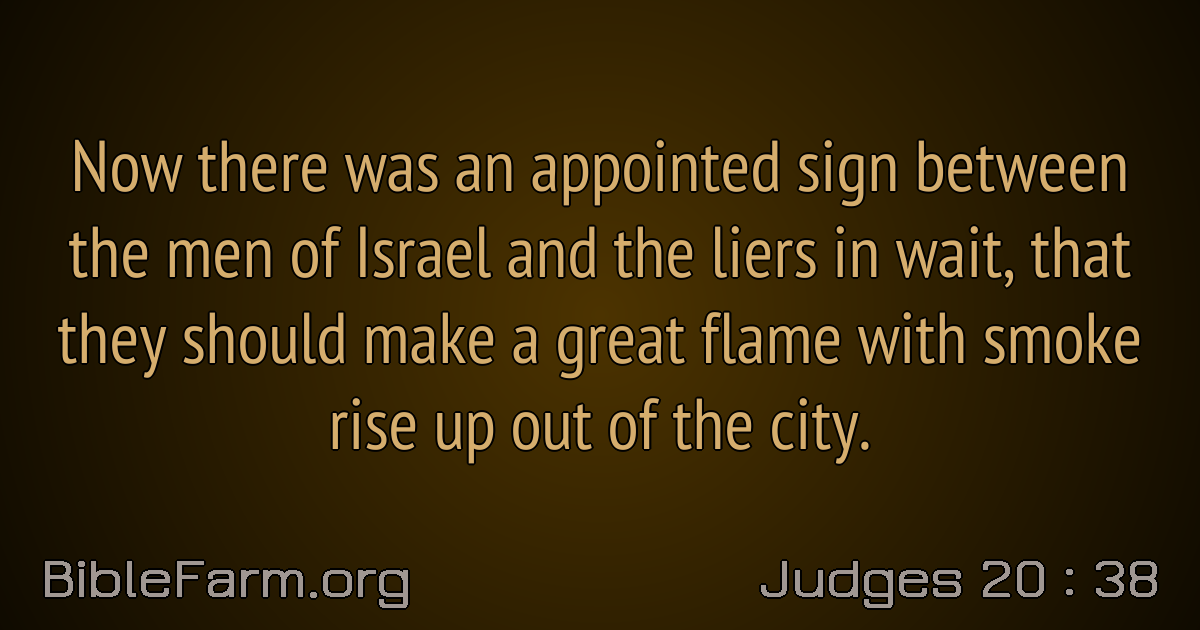 Now there was an appointed sign between
the men of Israel and the liers in wait, that
they should make a great flame with smoke
rise up out of the city.
BibleFarm.org
Judges 20 : 38